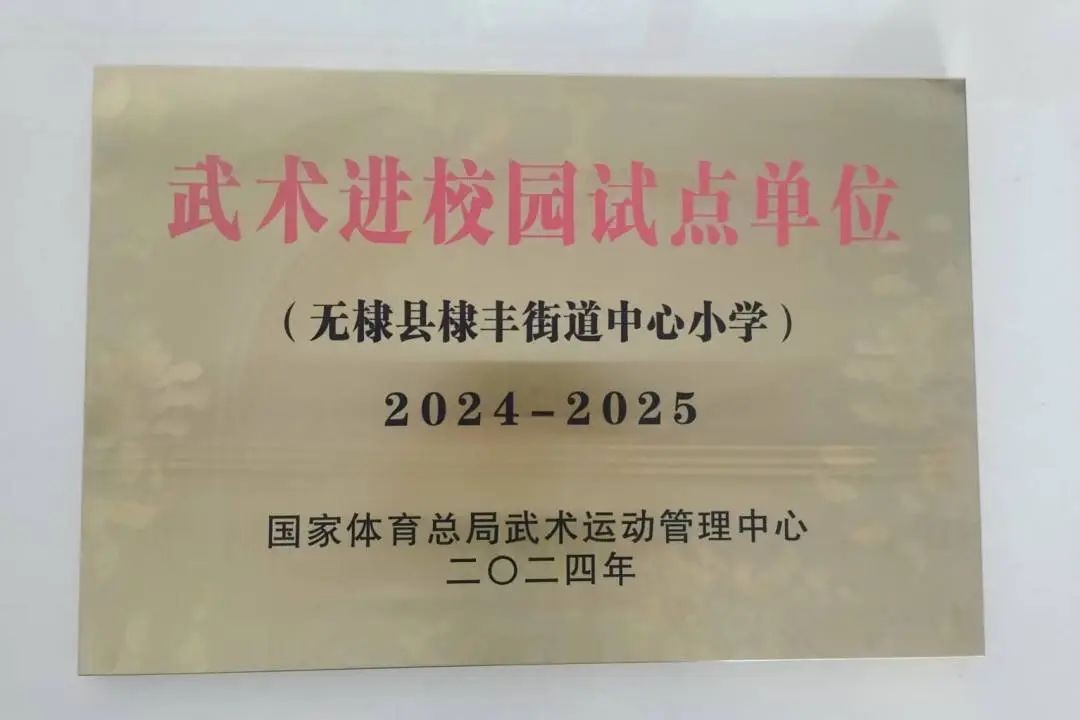 武术进校园试点单位
（无棣县棣丰街道中心小学）
2024-2025
国家体育总局武术运动管理中心
二〇二四年